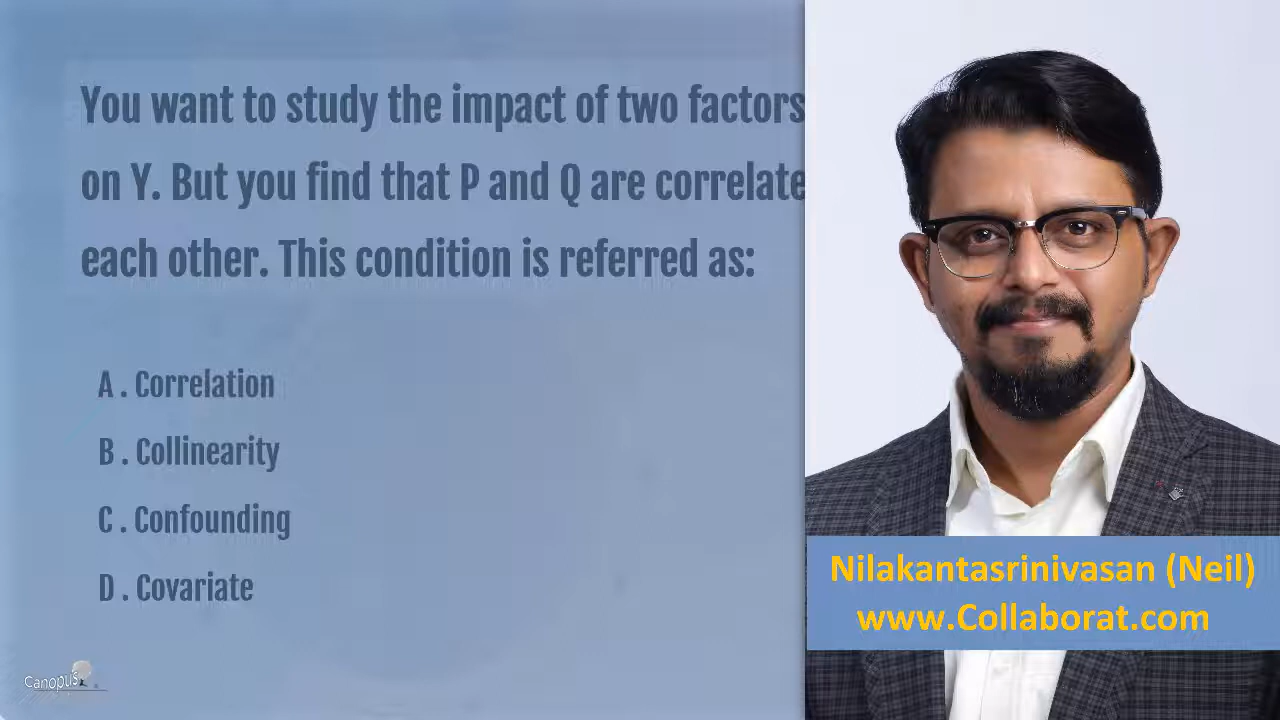 You want to study the impact of two factors
on Y. But you find that P and Q are correlate
each other. This condition is referred as:
A . Correlation
B . Collinearity
C . Confounding
D . Covariate
Canopus
Nilakantasrinivasan (Neil)
www.Collaborat.com